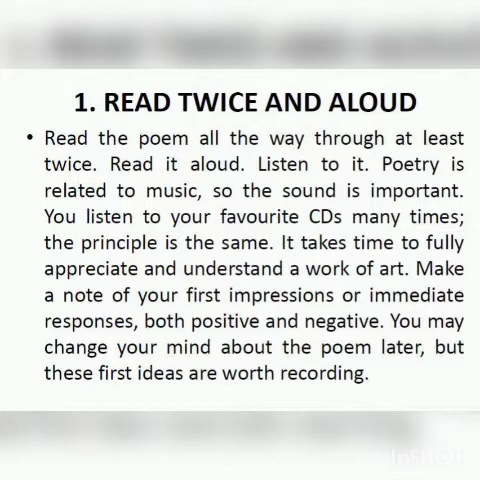 1. READ TWICE AND ALOUD
• Read the poem all the way through at least
twice. Read it aloud. Listen to it. Poetry is
related to music, so the sound is important.
You listen to your favourite CDs many times;
the principle is the same. It takes time to fully
appreciate and understand a work of art. Make
a note of your first impressions or immediate
responses, both positive and negative. You may
change your mind about the poem later, but
these first ideas are worth recording.